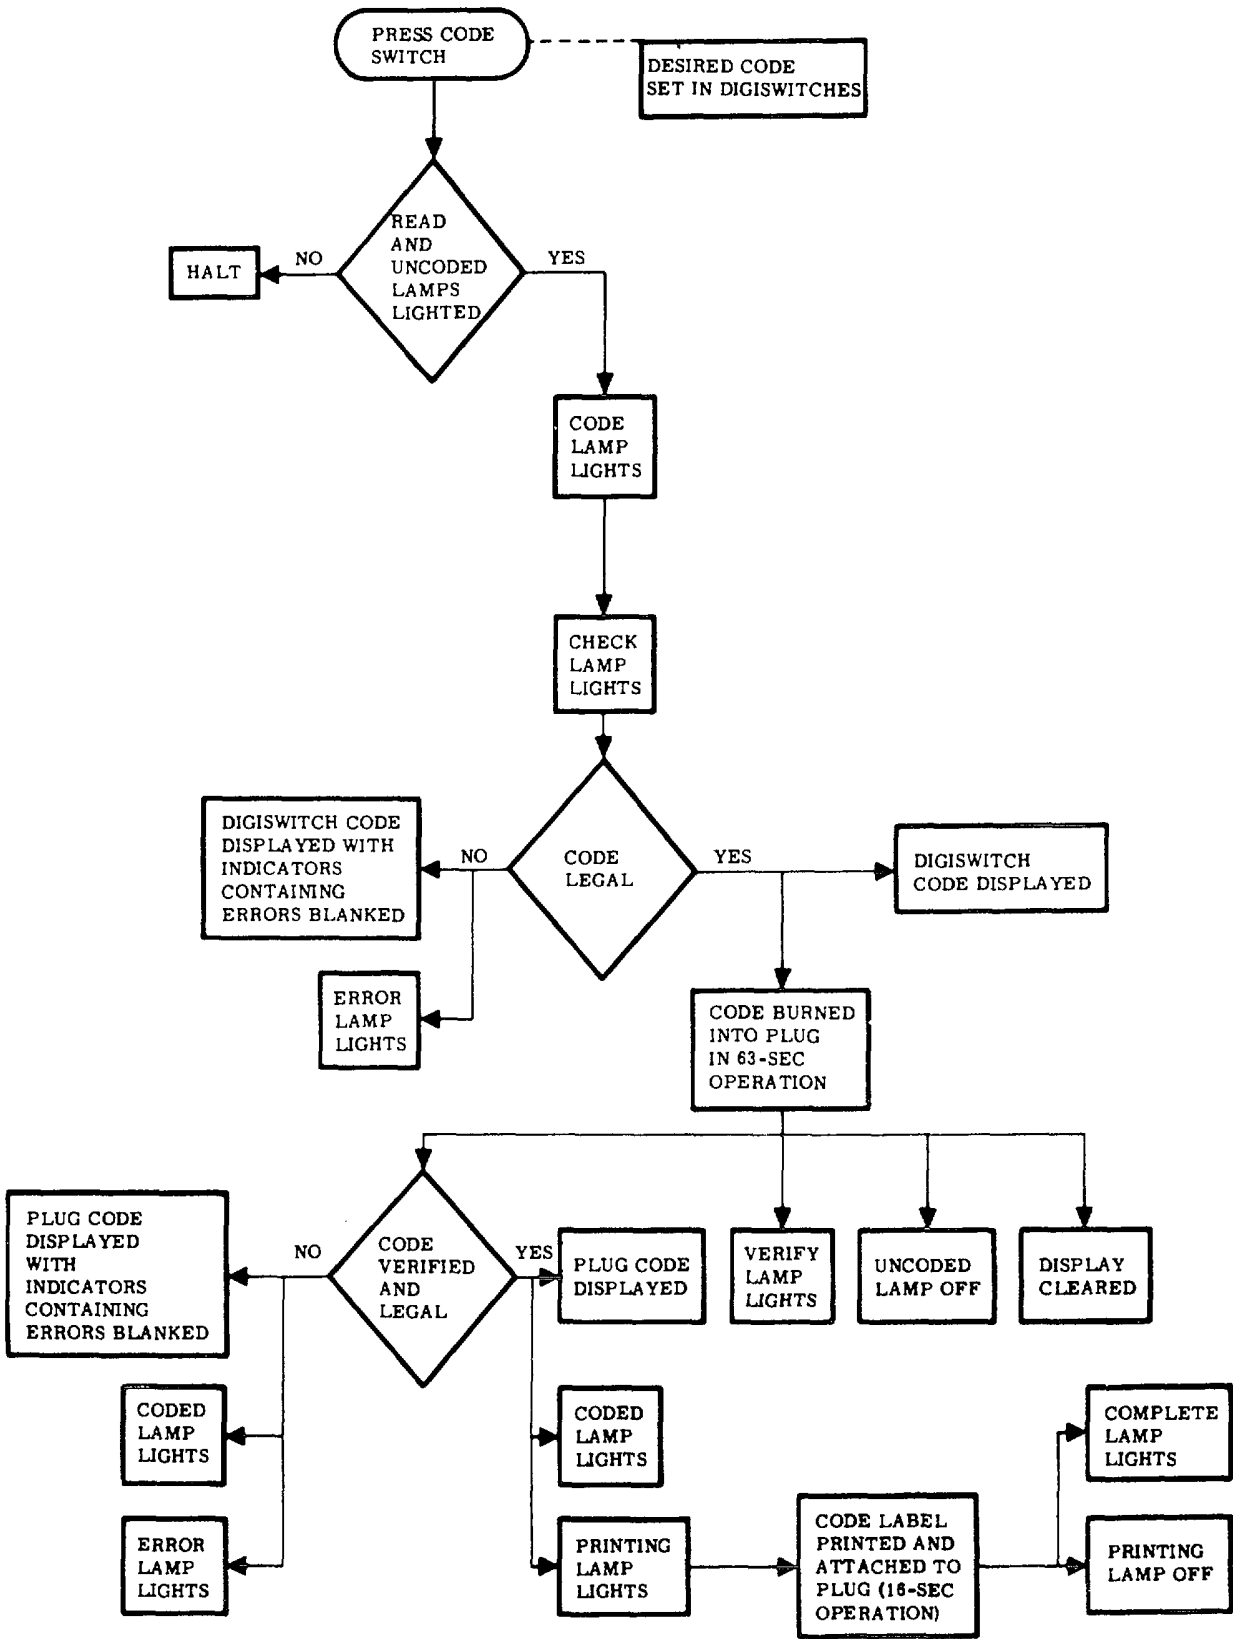 PRESS CODE
SWITCH
DESIRED CODE
SET IN DIGISWITCHES
READ
AND
UNCODED
LAMPS
LIGHTED
NO
YES
HALT
CODE
LAMP
LIGHTS
CHECK
LAMP
LIGHTS
DIGISWITCH CODE
DISPLAYED WITH
INDICATORS
CONTAINING
ERRORS BLANKED
NO
CODE
LEGAL
YES
DIGISWITCH
CODE DISPLAYED
ERROR
LAMP
LIGHTS
CODE BURNED
INTO PLUG
IN 63-SEC
OPERATION
PLUG CODE
DISPLAYED
WITH
INDICATORS
CONTAINING
ERRORS BLANKED
NO
CODE
VERIFIED
AND
LEGAL
YES
PLUG CODE
DISPLAYED
VERIFY
LAMP
LIGHTS
UNCODED
LAMP OFF
DISPLAY
CLEARED
CODED
LAMP
LIGHTS
CODED
LAMP
LIGHTS
COMPLETE
LAMP
LIGHTS
ERROR
LAMP
LIGHTS
PRINTING
LAMP
LIGHTS
CODE LABEL
PRINTED AND
ATTACHED TO
PLUG (16-SEC
OPERATION)
PRINTING
LAMP OFF